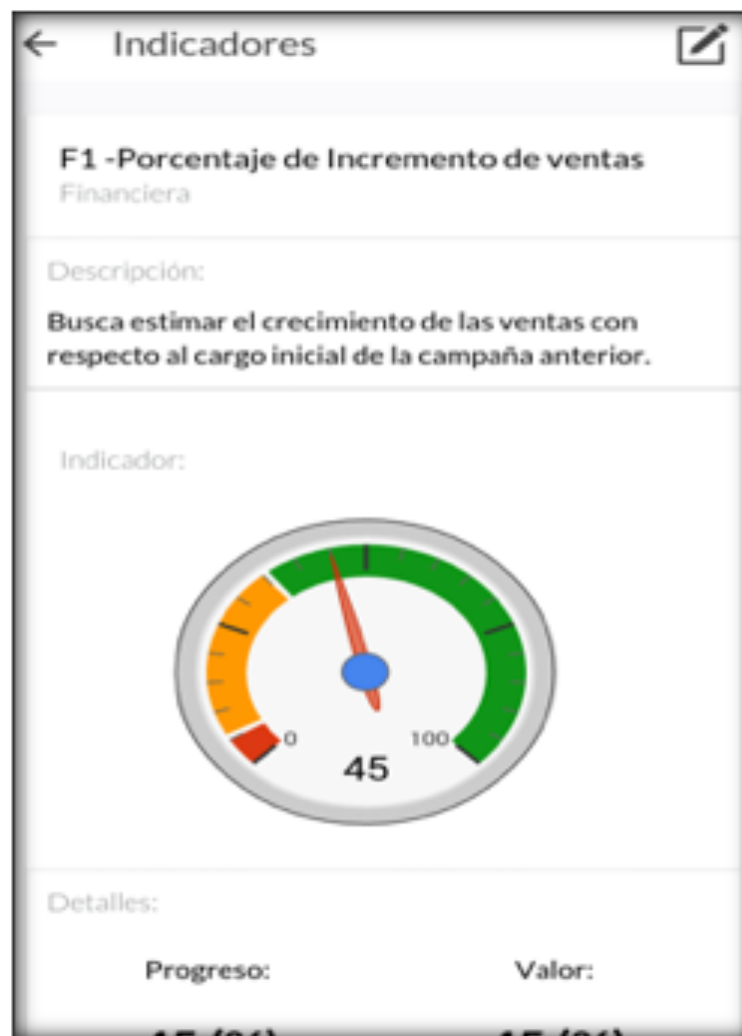 Indicadores
F1 -Porcentaje de Incremento de ventas
Financiera
Descripción:
Busca estimar el crecimiento de las ventas con
respecto al cargo inicial de la campaña anterior.
Indicador:
0 100
45
Detalles:
Progreso: Valor: